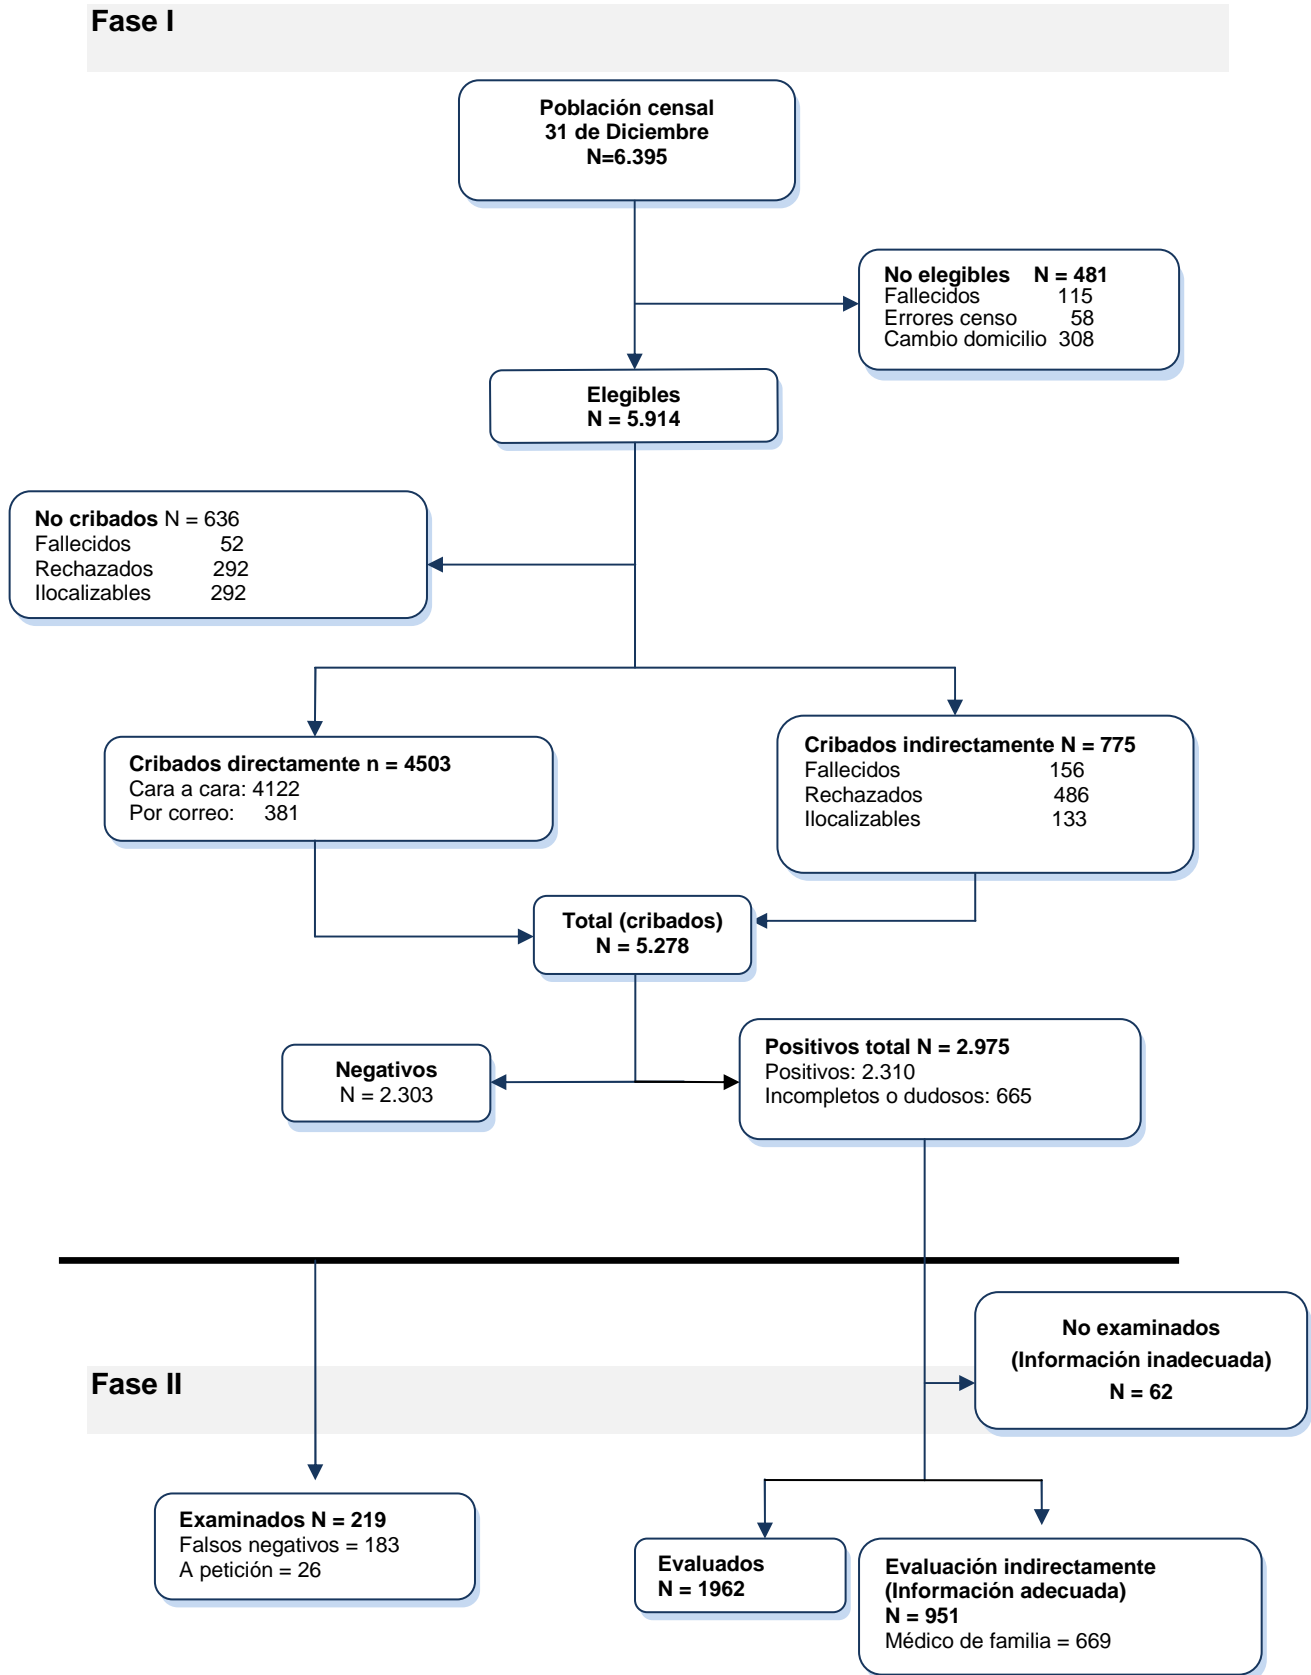 Fase I
Población censal
31 de Diciembre
N=6.395
No elegibles N = 481
Fallecidos 115
Errores censo 58
Cambio domicilio 308
Elegibles
N = 5.914
No cribados N = 636
Fallecidos 52
Rechazados 292
Ilocalizables 292
Cribados directamente n = 4503
Cara a cara: 4122
Por correo: 381
Cribados indirectamente N = 775
Fallecidos 156
Rechazados 486
Ilocalizables 133
Total (cribados)
N = 5.278
Negativos
N = 2.303
Positivos total N = 2.975
Positivos: 2.310
Incompletos o dudosos: 665
No examinados
(Información inadecuada)
N = 62
Fase II
Examinados N = 219
Falsos negativos = 183
A petición = 26
Evaluados
N = 1962
Evaluación indirectamente
(Información adecuada)
N = 951
Médico de familia = 669